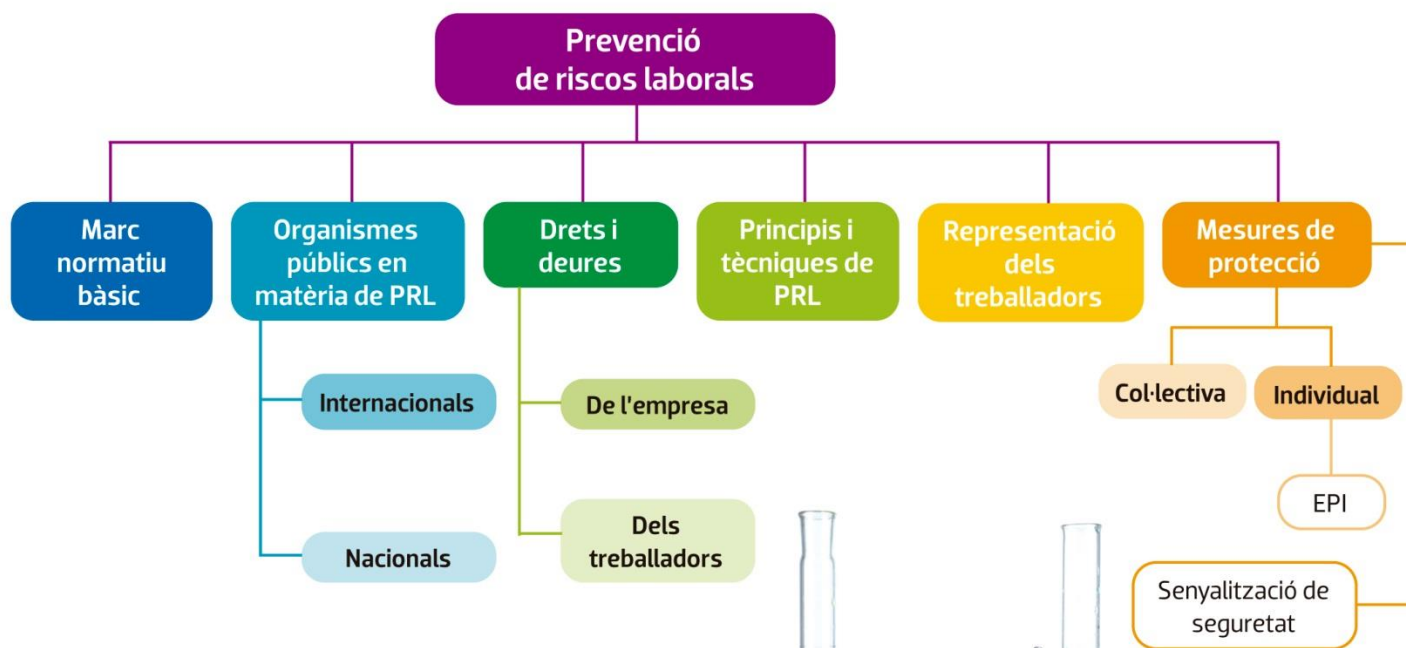 Prevenció
de riscos laborals
Marc
normatiu
bàsic
Organismes
públics en
matèria de PRL
Drets i
deures
Principis i
tècniques de
PRL
Representació
dels
treballadors
Mesures de
protecció
Internacionals
Nacionals
De l'empresa
Dels
treballadors
Col·lectiva
Individual
EPI
Senyalització de
seguretat